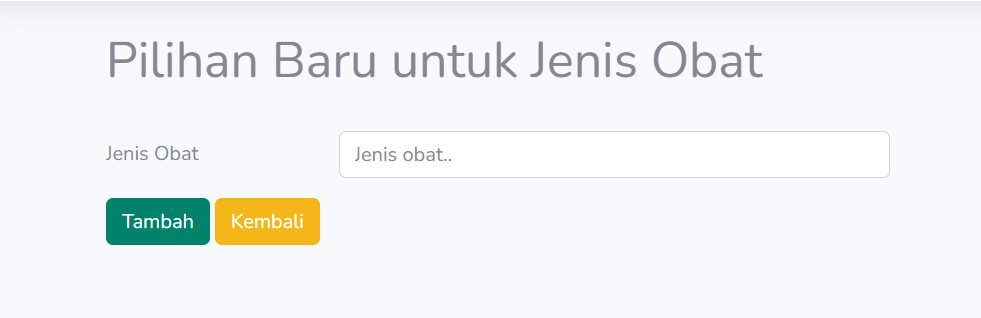 Pilihan Baru untuk Jenis Obat
Jenis Obat
Jenis obat..
Tambah Kembali